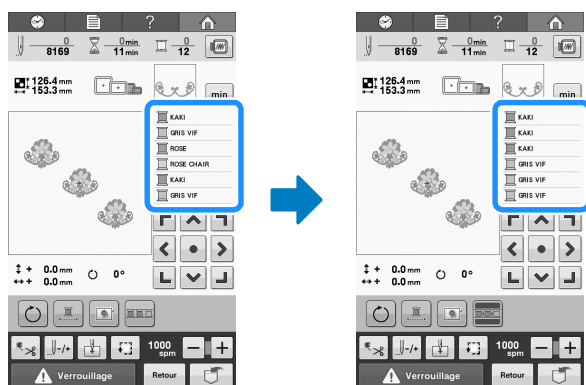 ?
0 0 min 0
8169 11 min 12
126.4 mm
153.3 mm
min
KAKI
GRIS VIF
ROSE
ROSE CHAIR
KAKI
GRIS VIF
+ 0.0 mm 0°
+ 0.0 mm
-/+ 1000 spm − +
Verrouillage Retour
?
0 0 min 0
8169 11 min 12
126.4 mm
153.3 mm
min
KAKI
KAKI
KAKI
GRIS VIF
GRIS VIF
GRIS VIF
+ 0.0 mm 0°
+ 0.0 mm
-/+ 1000 spm − +
Verrouillage Retour